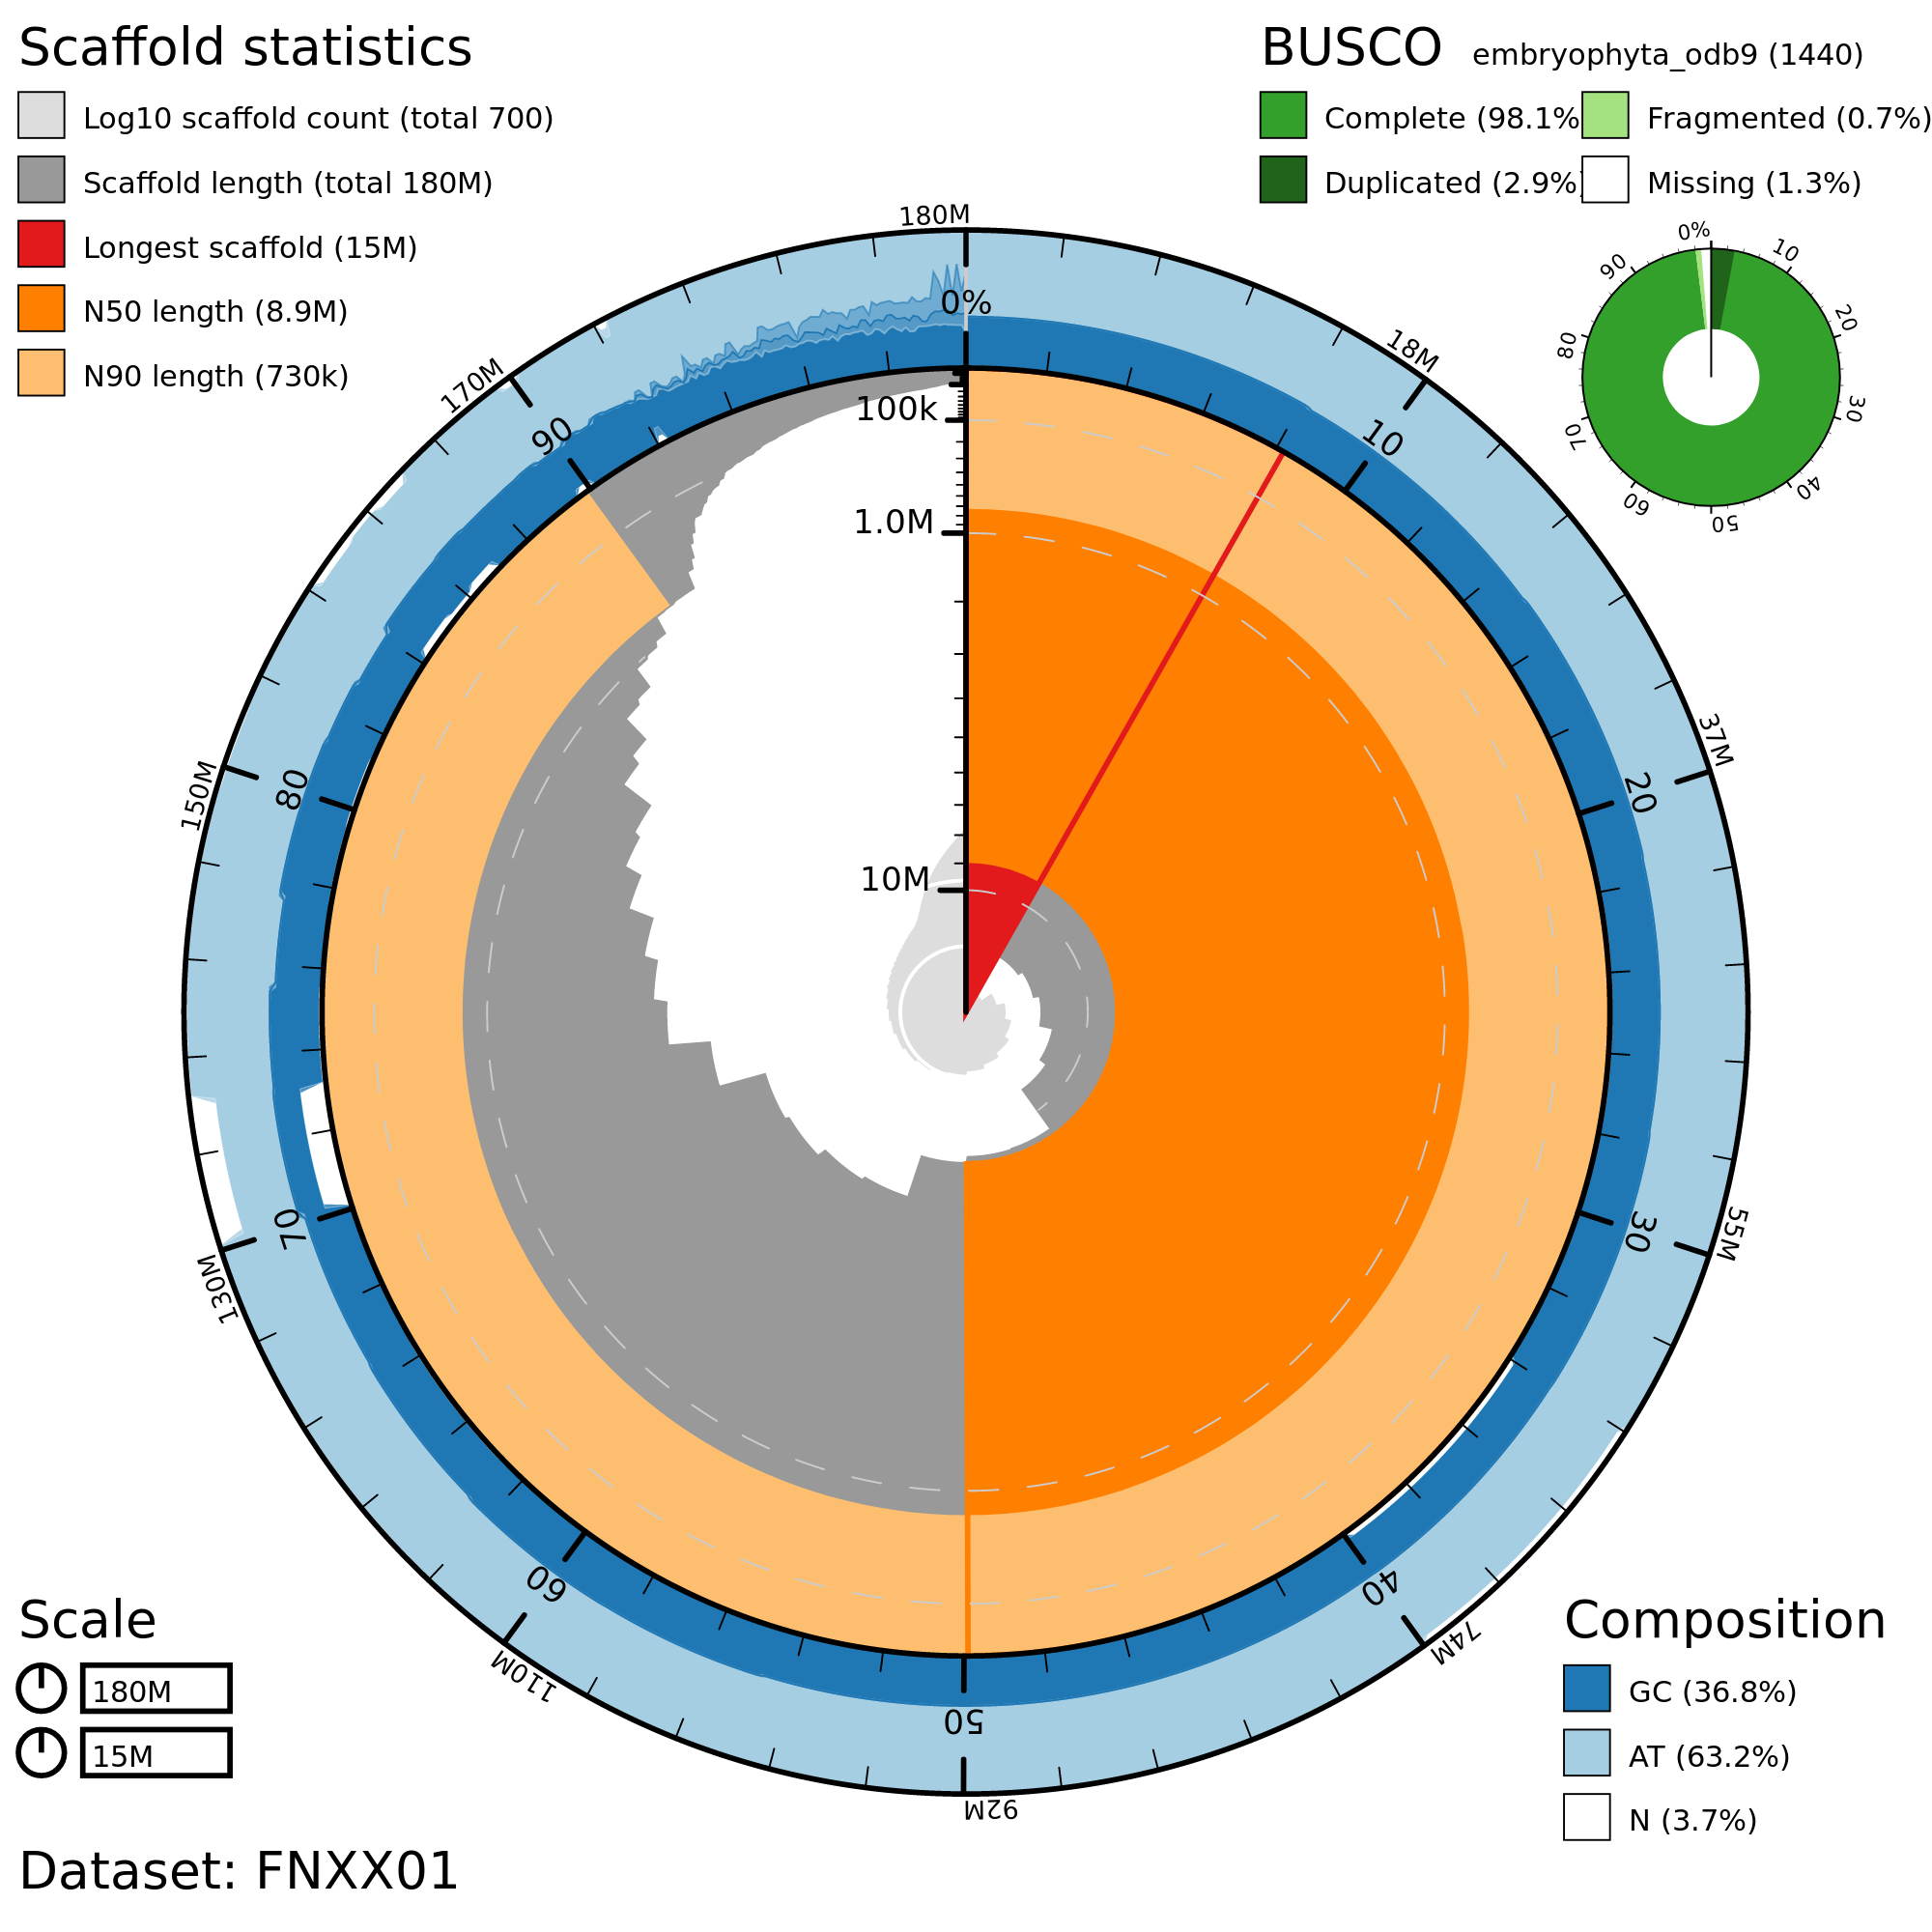 Scaffold statistics
Log10 scaffold count (total 700)
Scaffold length (total 180M)
Longest scaffold (15M)
N50 length (8.9M)
N90 length (730k)
BUSCO embryophyta_odb9 (1440)
Complete (98.1%
Fragmented (0.7%)
Duplicated (2.9%)
Missing (1.3%)
0%
10
20
30
40
50
60
70
80
90
180M
18M
37M
55M
74M
92M
110M
130M
150M
170M
0%
10
20
30
40
50
60
70
80
90
100k
1.0M
10M
Scale
180M
15M
Composition
GC (36.8%)
AT (63.2%)
N (3.7%)
Dataset: FNXX01